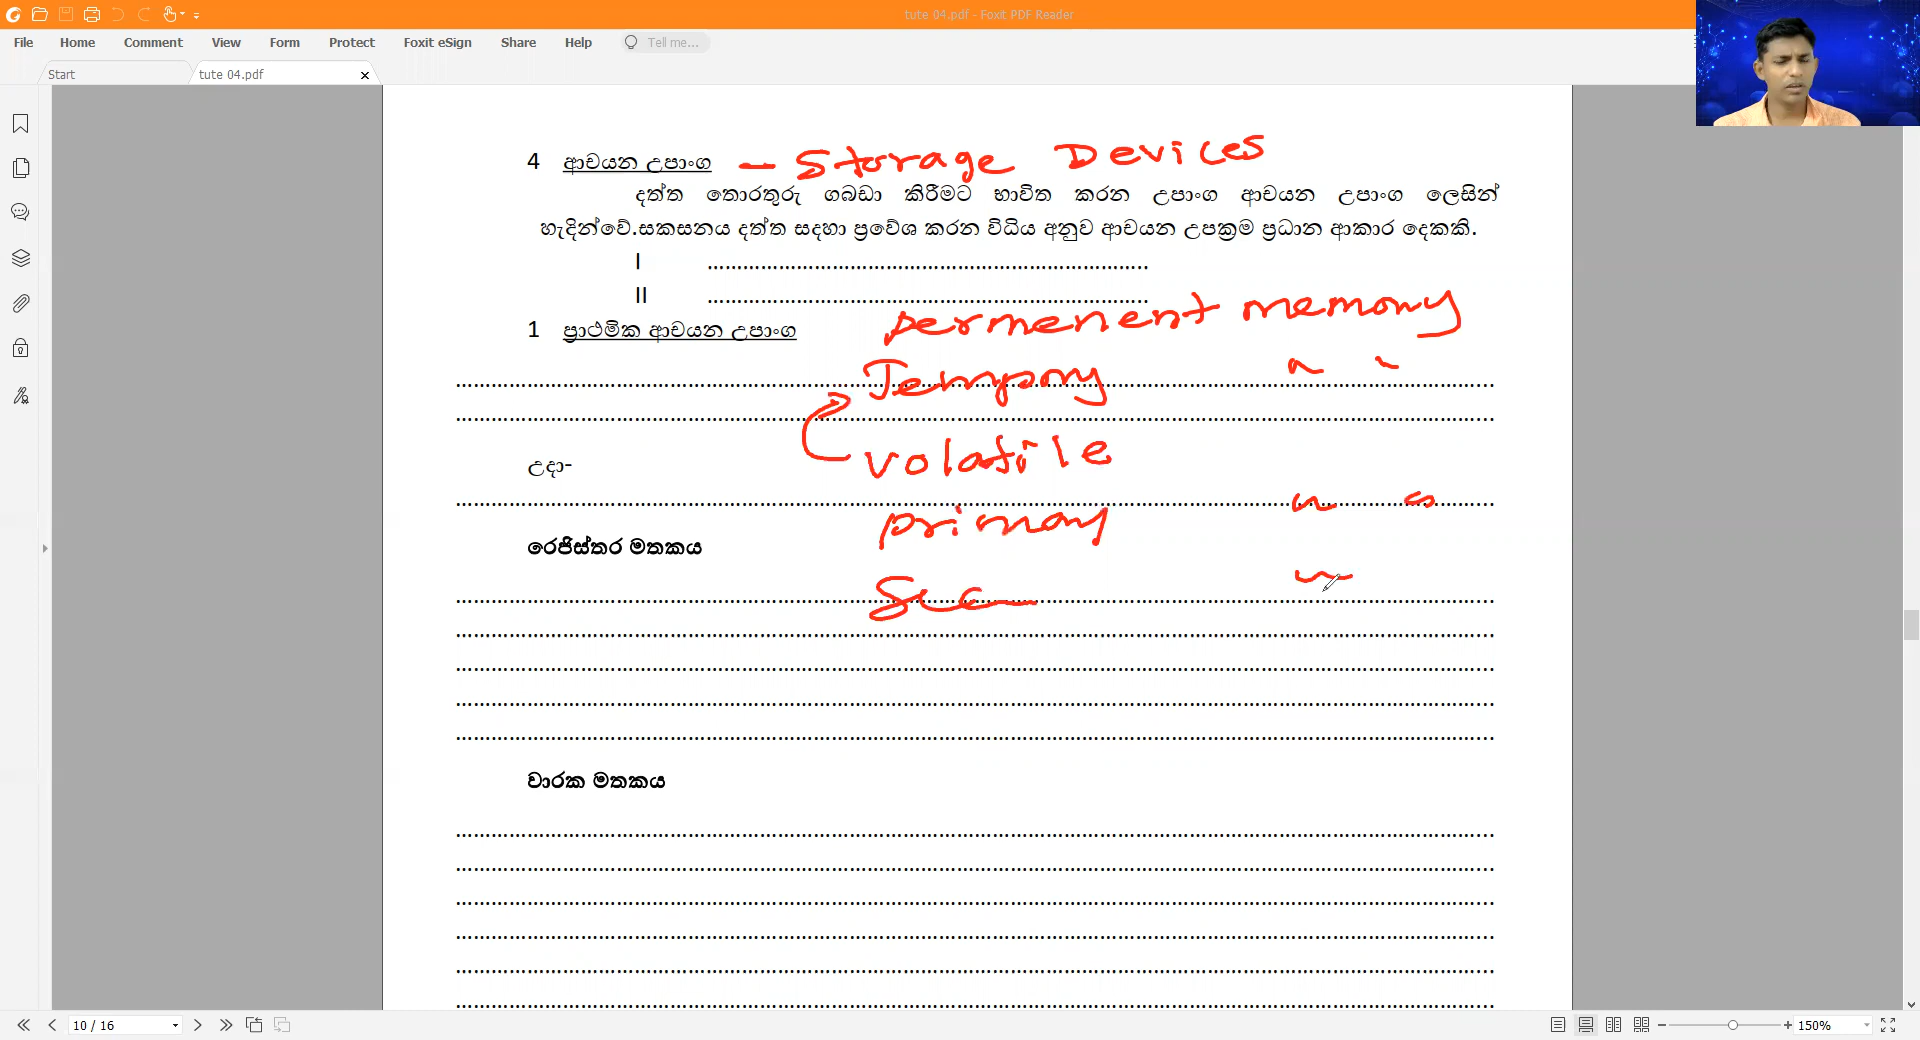 tute 04.pdf - Foxit PDF Reader
File Home Comment View Form Protect Foxit eSign Share Help Tell me...
Start tute 04.pdf
4 ආචයන උපාංග - Storage Devices
දත්ත තොරතුරු ගබඩා කිරීමට භාවිත කරන උපාංග ආචයන උපාංග ලෙසින්
හැදින්වේ.සකසනය දත්ත සදහා ප්‍රවේශ කරන විධිය අනුව ආචයන උපක්‍රම ප්‍රධාන ආකාර දෙකකි.
I ........................................................................
II ........................................................................
permenent memory
1 ප්‍රාථමික ආචයන උපාංග
Tempory
volatile
උදා-
primary
රෙජිස්තර මතකය
Sec
වාරක මතකය
10 / 16 150%